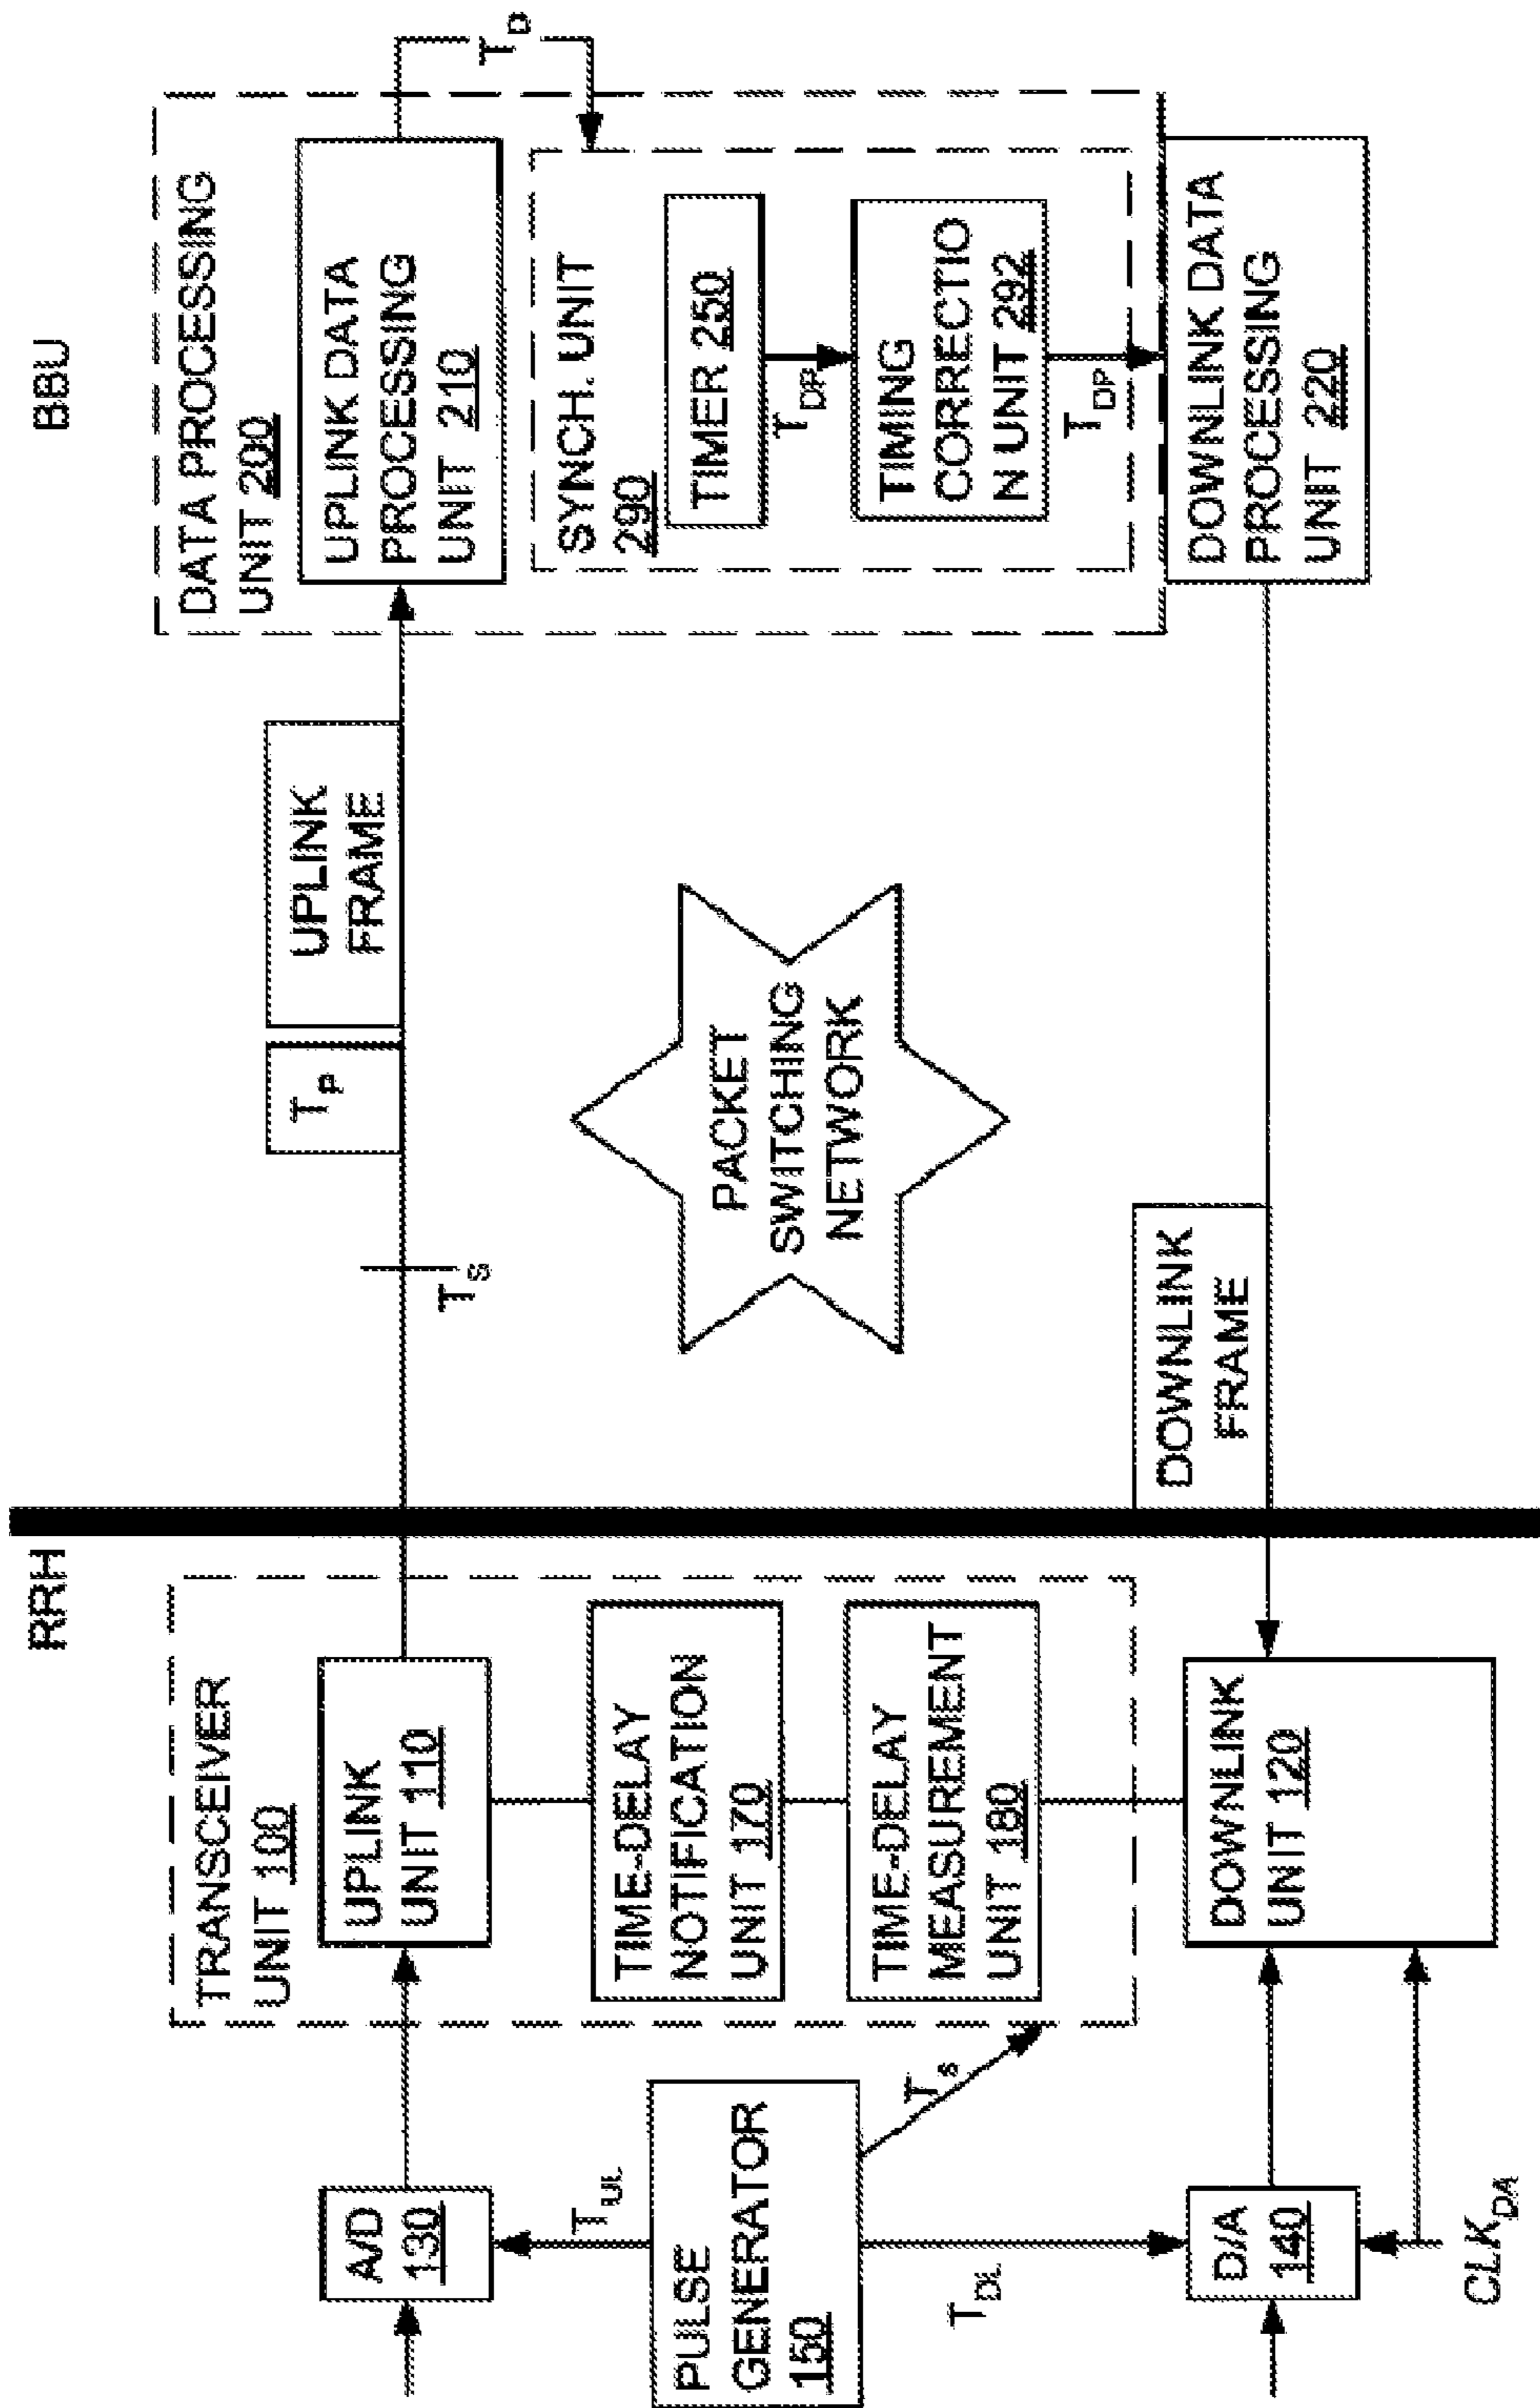 RRH
BBU
TRANSCEIVER
UNIT 100
DATA PROCESSING
UNIT 200
A/D
130
UPLINK
UNIT 110
T_S
T_P
UPLINK
FRAME
UPLINK DATA
PROCESSING
UNIT 210
T_D
T_UL
PULSE
GENERATOR
150
T_s
T_DL
TIME-DELAY
NOTIFICATION
UNIT 170
TIME-DELAY
MEASUREMENT
UNIT 180
PACKET
SWITCHING
NETWORK
SYNCH. UNIT
290
TIMER 250
T_DP
TIMING
CORRECTIO
N UNIT 292
T_DP
D/A
140
CLK_DA
DOWNLINK
UNIT 120
DOWNLINK
FRAME
DOWNLINK DATA
PROCESSING
UNIT 220